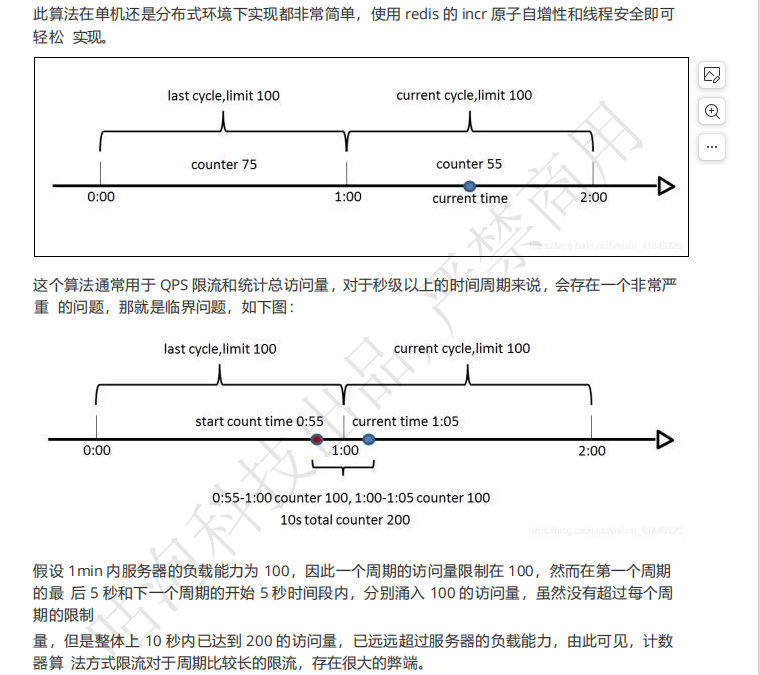 此算法在单机还是分布式环境下实现都非常简单，使用 redis 的 incr 原子自增性和线程安全即可
轻松 实现。
last cycle,limit 100
current cycle,limit 100
counter 75
counter 55
0:00
1:00
current time
2:00
这个算法通常用于 QPS 限流和统计总访问量，对于秒级以上的时间周期来说，会存在一个非常严
重 的问题，那就是临界问题，如下图：
last cycle,limit 100
current cycle,limit 100
start count time 0:55
current time 1:05
0:00
1:00
2:00
0:55-1:00 counter 100, 1:00-1:05 counter 100
10s total counter 200
假设 1min 内服务器的负载能力为 100，因此一个周期的访问量限制在 100，然而在第一个周期
的最 后 5 秒和下一个周期的开始 5 秒时间段内，分别涌入 100 的访问量，虽然没有超过每个周
期的限制
量，但是整体上 10 秒内已达到 200 的访问量，已远远超过服务器的负载能力，由此可见，计数
器算 法方式限流对于周期比较长的限流，存在很大的弊端。
咕泡科技出品，严禁商用